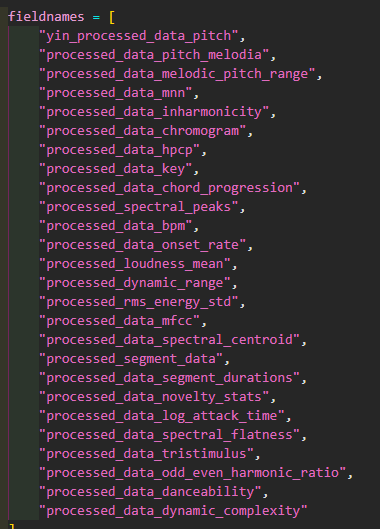 fieldnames = [
"yin_processed_data_pitch",
"processed_data_pitch_melodia",
"processed_data_melodic_pitch_range",
"processed_data_mnn",
"processed_data_inharmonicity",
"processed_data_chromogram",
"processed_data_hpcp",
"processed_data_key",
"processed_data_chord_progression",
"processed_spectral_peaks",
"processed_data_bpm",
"processed_data_onset_rate",
"processed_loudness_mean",
"processed_dynamic_range",
"processed_rms_energy_std",
"processed_data_mfcc",
"processed_data_spectral_centroid",
"processed_segment_data",
"processed_data_segment_durations",
"processed_data_novelty_stats",
"processed_data_log_attack_time",
"processed_data_spectral_flatness",
"processed_data_tristimulus",
"processed_data_odd_even_harmonic_ratio",
"processed_data_danceability",
"processed_data_dynamic_complexity"
]